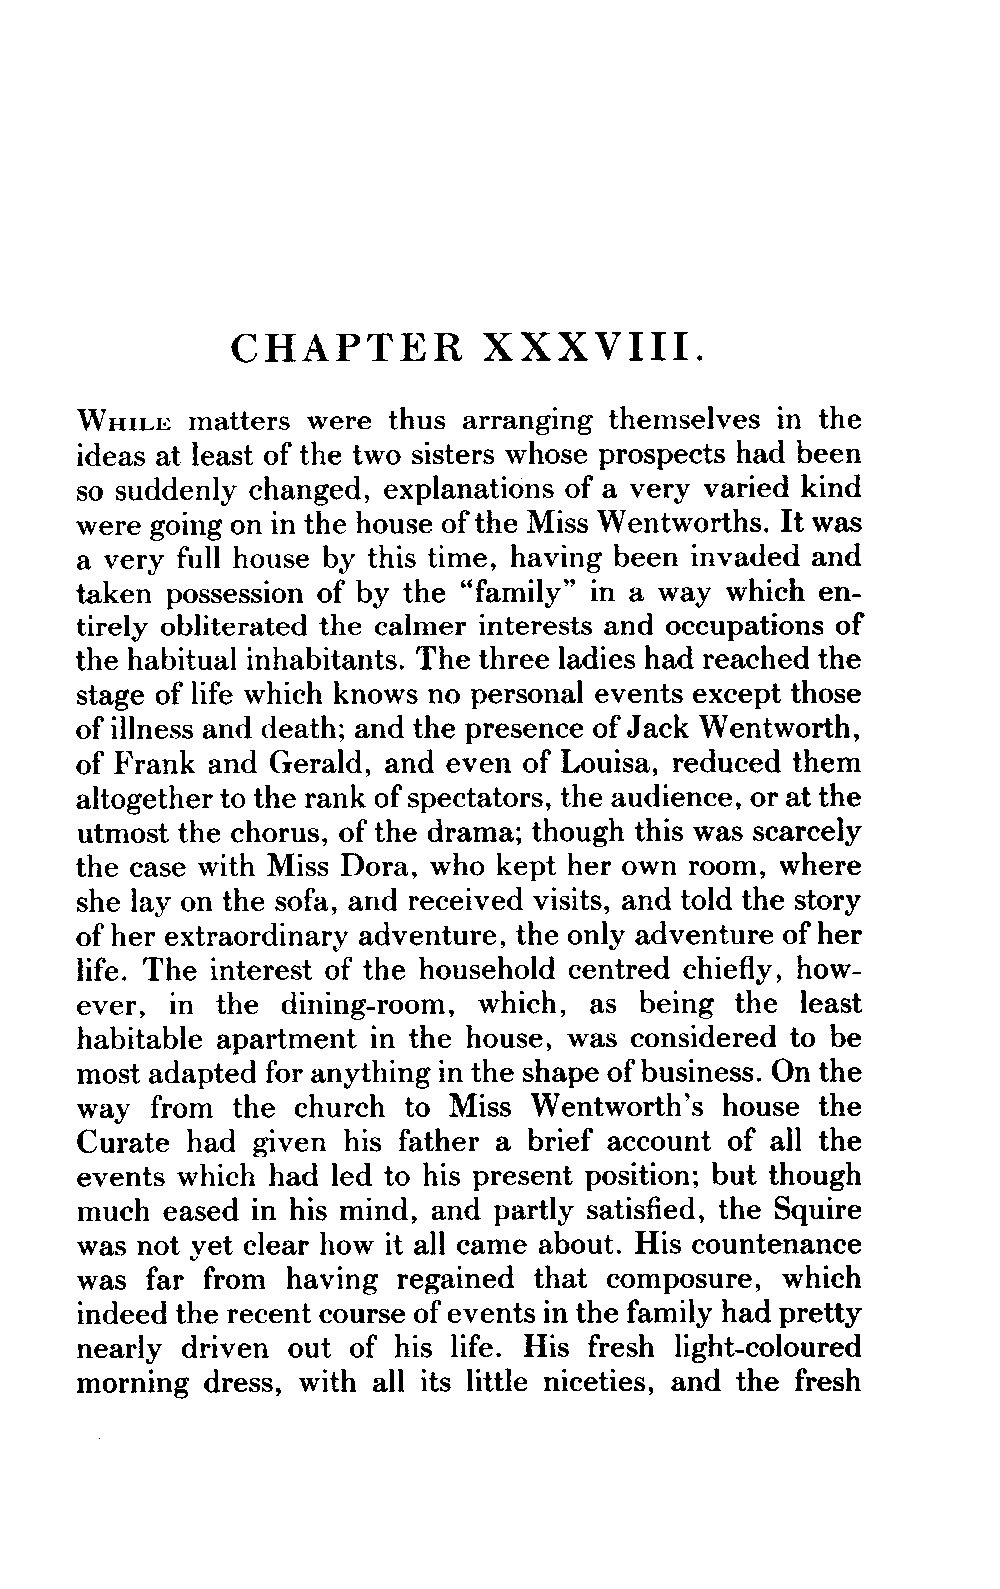 CHAPTER XXXVIII.
WHILE matters were thus arranging themselves in the
ideas at least of the two sisters whose prospects had been
so suddenly changed, explanations of a very varied kind
were going on in the house of the Miss Wentworths. It was
a very full house by this time, having been invaded and
taken possession of by the “family” in a way which en-
tirely obliterated the calmer interests and occupations of
the habitual inhabitants. The three ladies had reached the
stage of life which knows no personal events except those
of illness and death; and the presence of Jack Wentworth,
of Frank and Gerald, and even of Louisa, reduced them
altogether to the rank of spectators, the audience, or at the
utmost the chorus, of the drama; though this was scarcely
the case with Miss Dora, who kept her own room, where
she lay on the sofa, and received visits, and told the story
of her extraordinary adventure, the only adventure of her
life. The interest of the household centred chiefly, how-
ever, in the dining-room, which, as being the least
habitable apartment in the house, was considered to be
most adapted for anything in the shape of business. On the
way from the church to Miss Wentworth's house the
Curate had given his father a brief account of all the
events which had led to his present position; but though
much eased in his mind, and partly satisfied, the Squire
was not yet clear how it all came about. His countenance
was far from having regained that composure, which
indeed the recent course of events in the family had pretty
nearly driven out of his life. His fresh light-coloured
morning dress, with all its little niceties, and the fresh